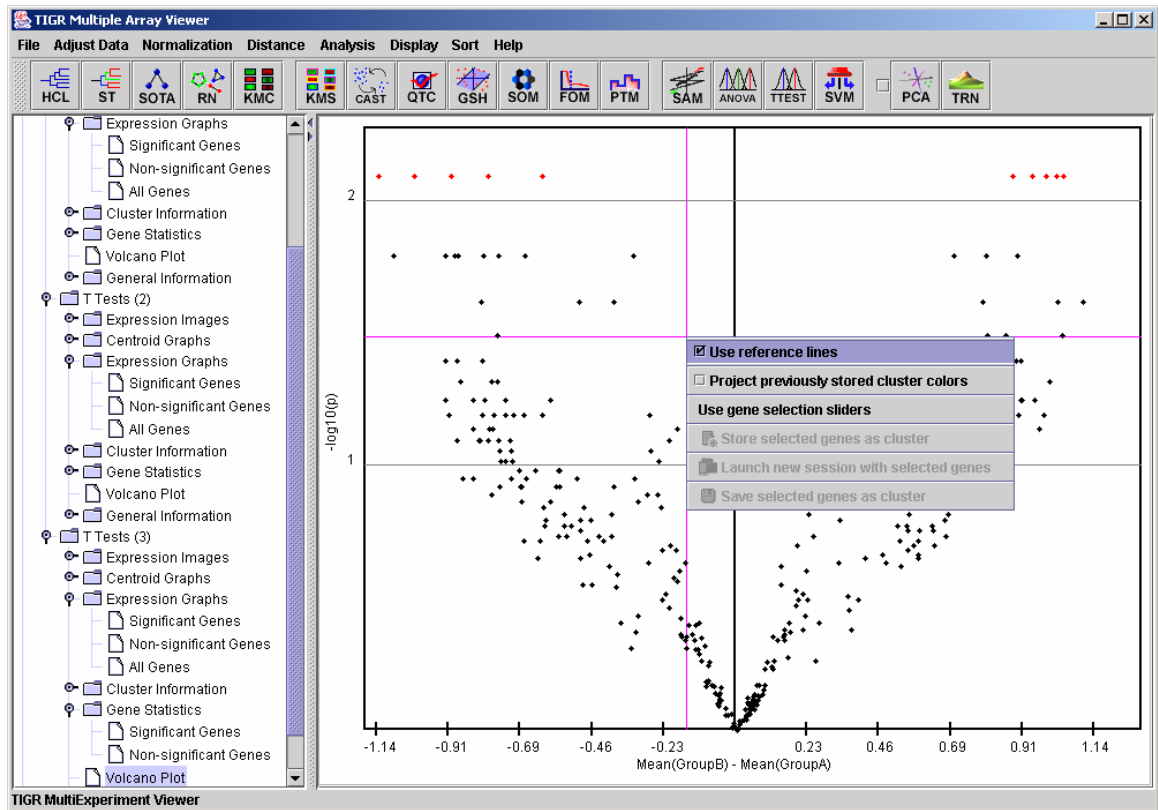 TIGR Multiple Array Viewer
File Adjust Data Normalization Distance Analysis Display Sort Help
HCL ST SOTA RN KMC KMS CAST QTC GSH SOM FOM PTM SAM ANOVA TTEST SVM PCA TRN
Expression Graphs
Significant Genes
Non-significant Genes
All Genes
Cluster Information
Gene Statistics
Volcano Plot
General Information
T Tests (2)
Expression Images
Centroid Graphs
Expression Graphs
Significant Genes
Non-significant Genes
All Genes
Cluster Information
Gene Statistics
Volcano Plot
General Information
T Tests (3)
Expression Images
Centroid Graphs
Expression Graphs
Significant Genes
Non-significant Genes
All Genes
Cluster Information
Gene Statistics
Significant Genes
Non-significant Genes
Volcano Plot
2
1
-log10(p)
Use reference lines
Project previously stored cluster colors
Use gene selection sliders
Store selected genes as cluster
Launch new session with selected genes
Save selected genes as cluster
-1.14 -0.91 -0.69 -0.46 -0.23 0.23 0.46 0.69 0.91 1.14
Mean(GroupB) - Mean(GroupA)
TIGR MultiExperiment Viewer